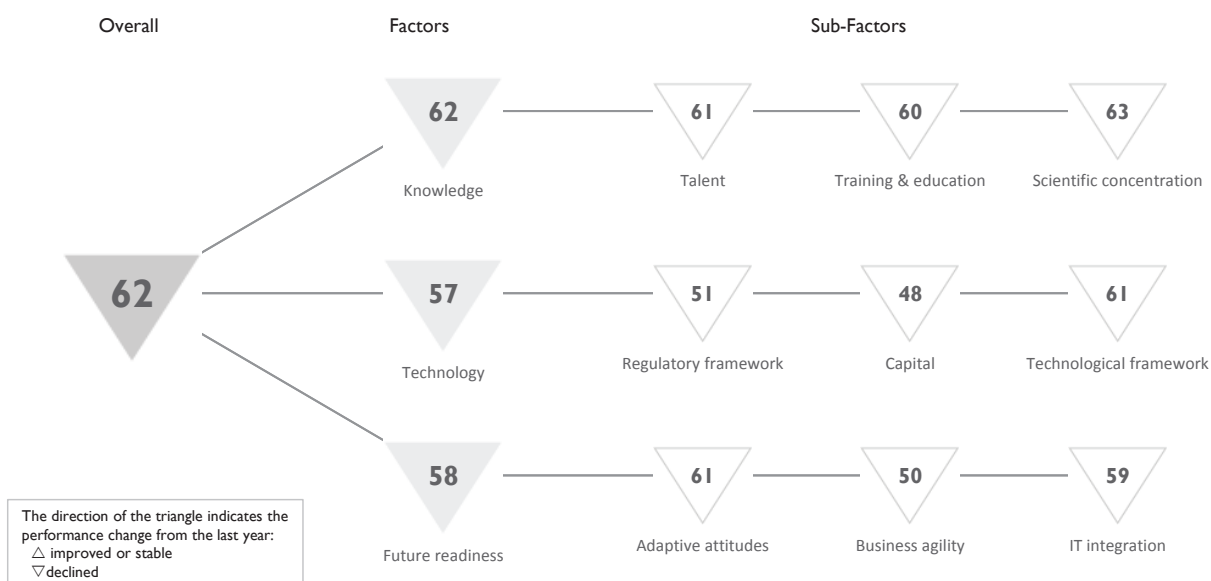 Overall
Factors
Sub-Factors
62
61
60
63
Knowledge
Talent
Training & education
Scientific concentration
62
57
51
48
61
Technology
Regulatory framework
Capital
Technological framework
58
61
50
59
Future readiness
Adaptive attitudes
Business agility
IT integration
The direction of the triangle indicates the
performance change from the last year:
△ improved or stable
▽ declined